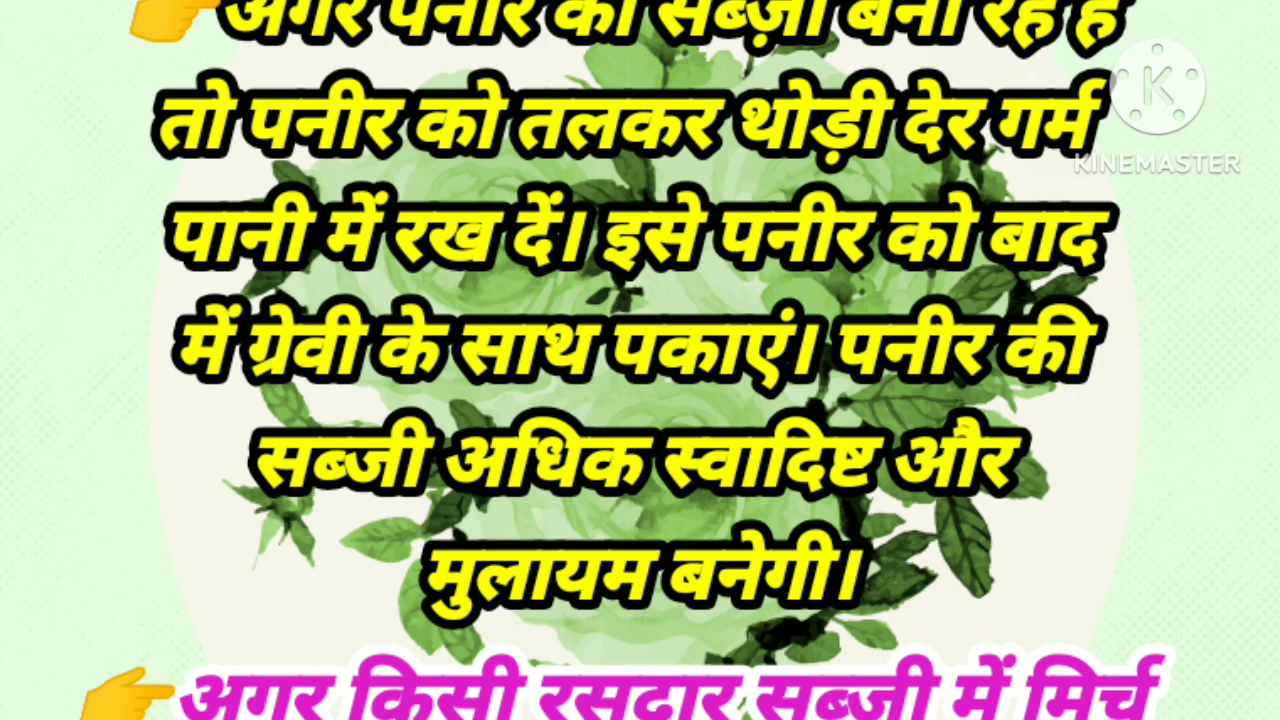 👉अगर पनीर की सब्ज़ी बना रहे हैं
तो पनीर को तलकर थोड़ी देर गर्म
KINEMASTER
पानी में रख दें। इसे पनीर को बाद
में ग्रेवी के साथ पकाएं। पनीर की
सब्जी अधिक स्वादिष्ट और
मुलायम बनेगी।
👉अगर किसी रसदार सब्जी में मिर्च